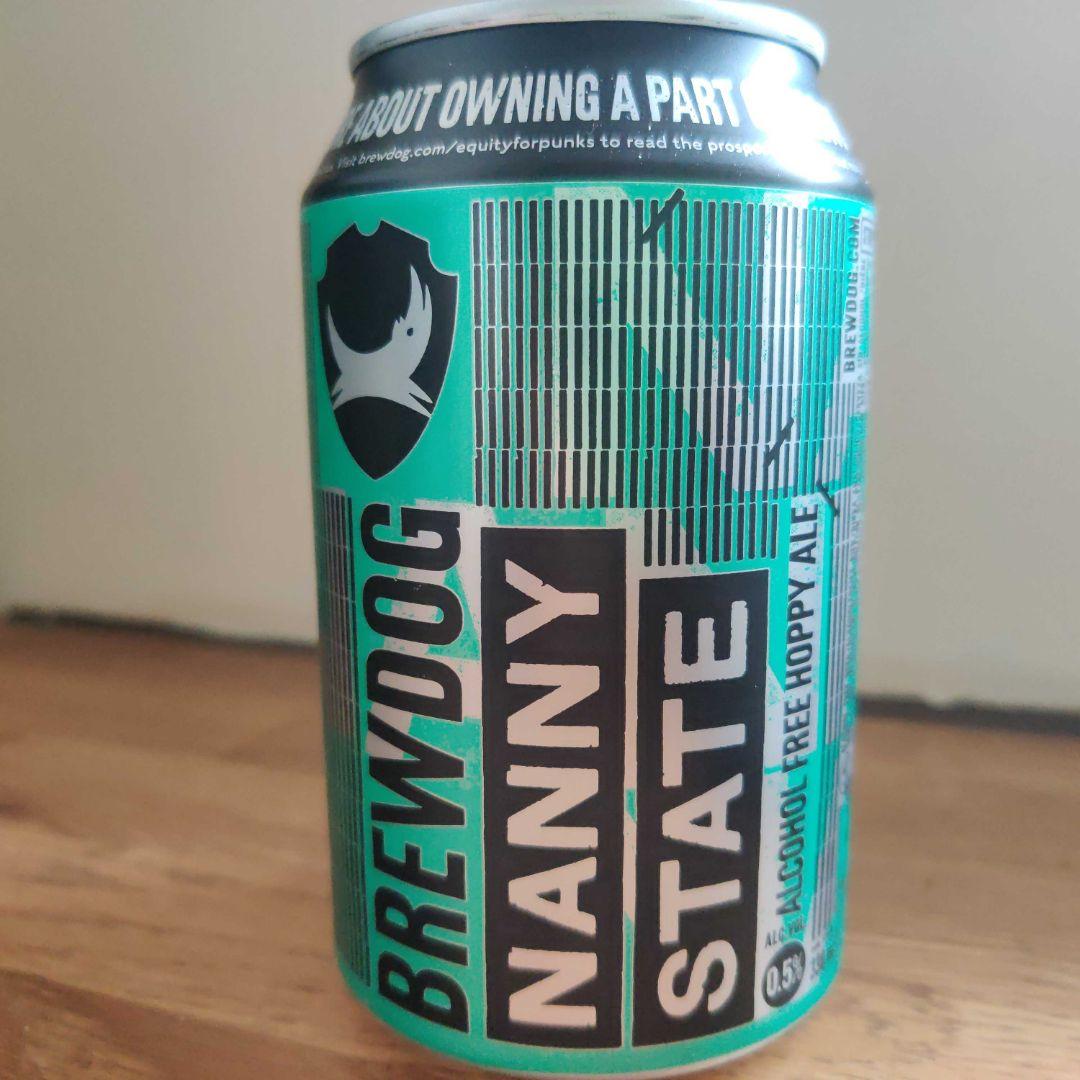 ABOUT OWNING A PART
Visit brewdog.com/equityforpunks to read the
BREWDOG
NANNY
STATE
ALC. VOL
0.5%
ALCOHOL FREE HOPPY ALE
BREWDOG.COM